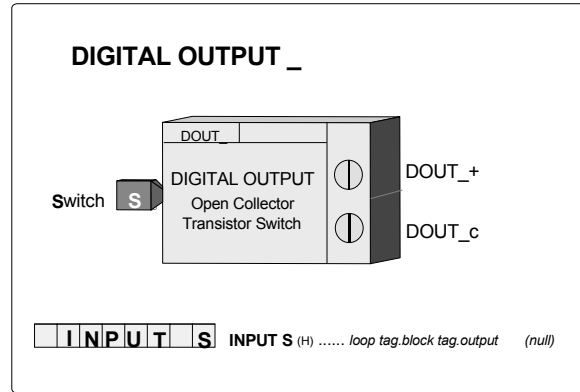 DIGITAL OUTPUT _
DOUT_
DIGITAL OUTPUT
Open Collector
Transistor Switch
Switch S
DOUT_+
DOUT_c
INPUT S INPUT S (H) ...... loop tag.block tag.output (null)